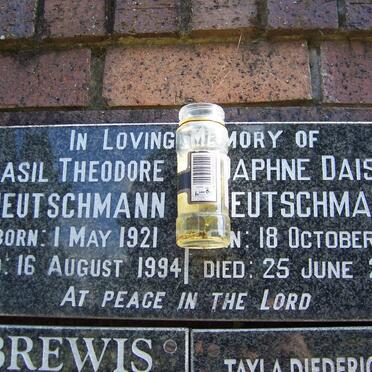 IN LOVING MEMORY OF
ASIL THEODORE APHNE DAIS
EUTSCHMANN EUTSCHMA
BORN: 1 MAY 1921 N: 18 OCTOBER
: 16 AUGUST 1994 DIED: 25 JUNE
AT PEACE IN THE LORD
BREWIS TAYLA DIEDERIC